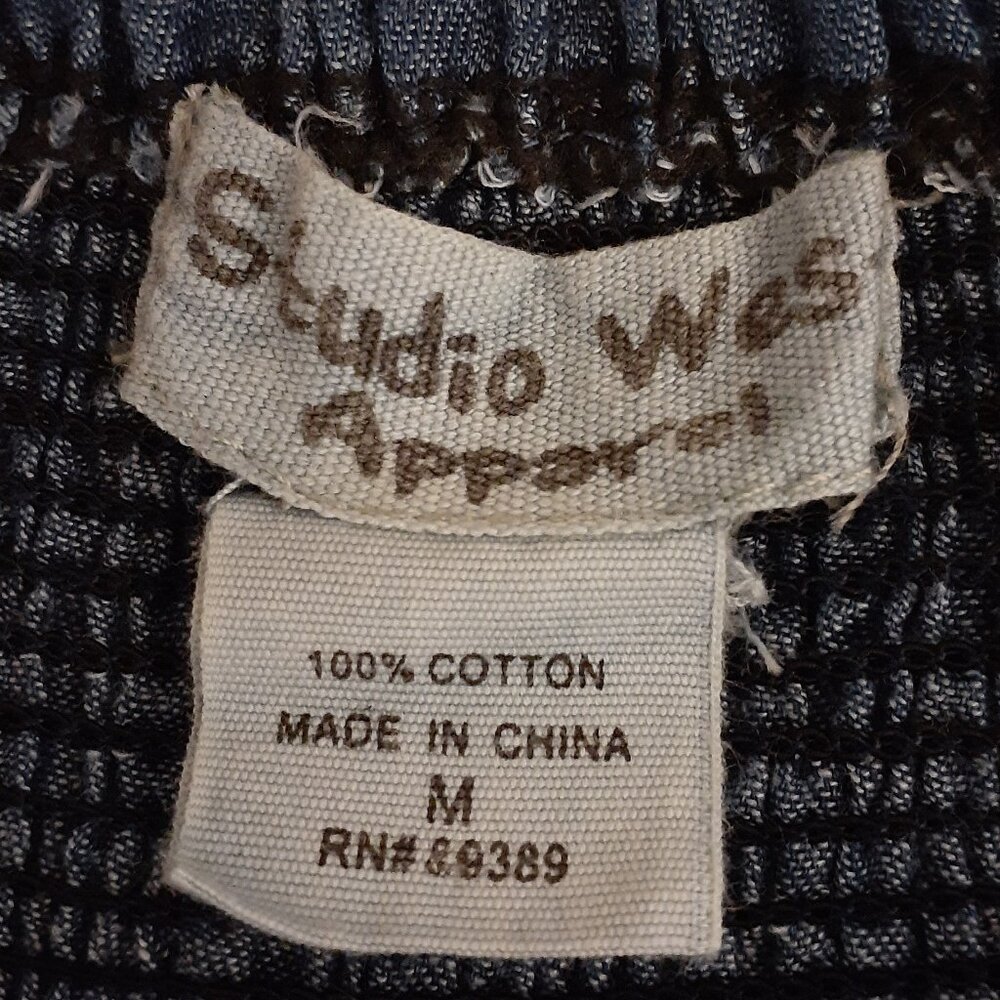 Studio Wes
Apparel
100% COTTON
MADE IN CHINA
M
RN# 89389